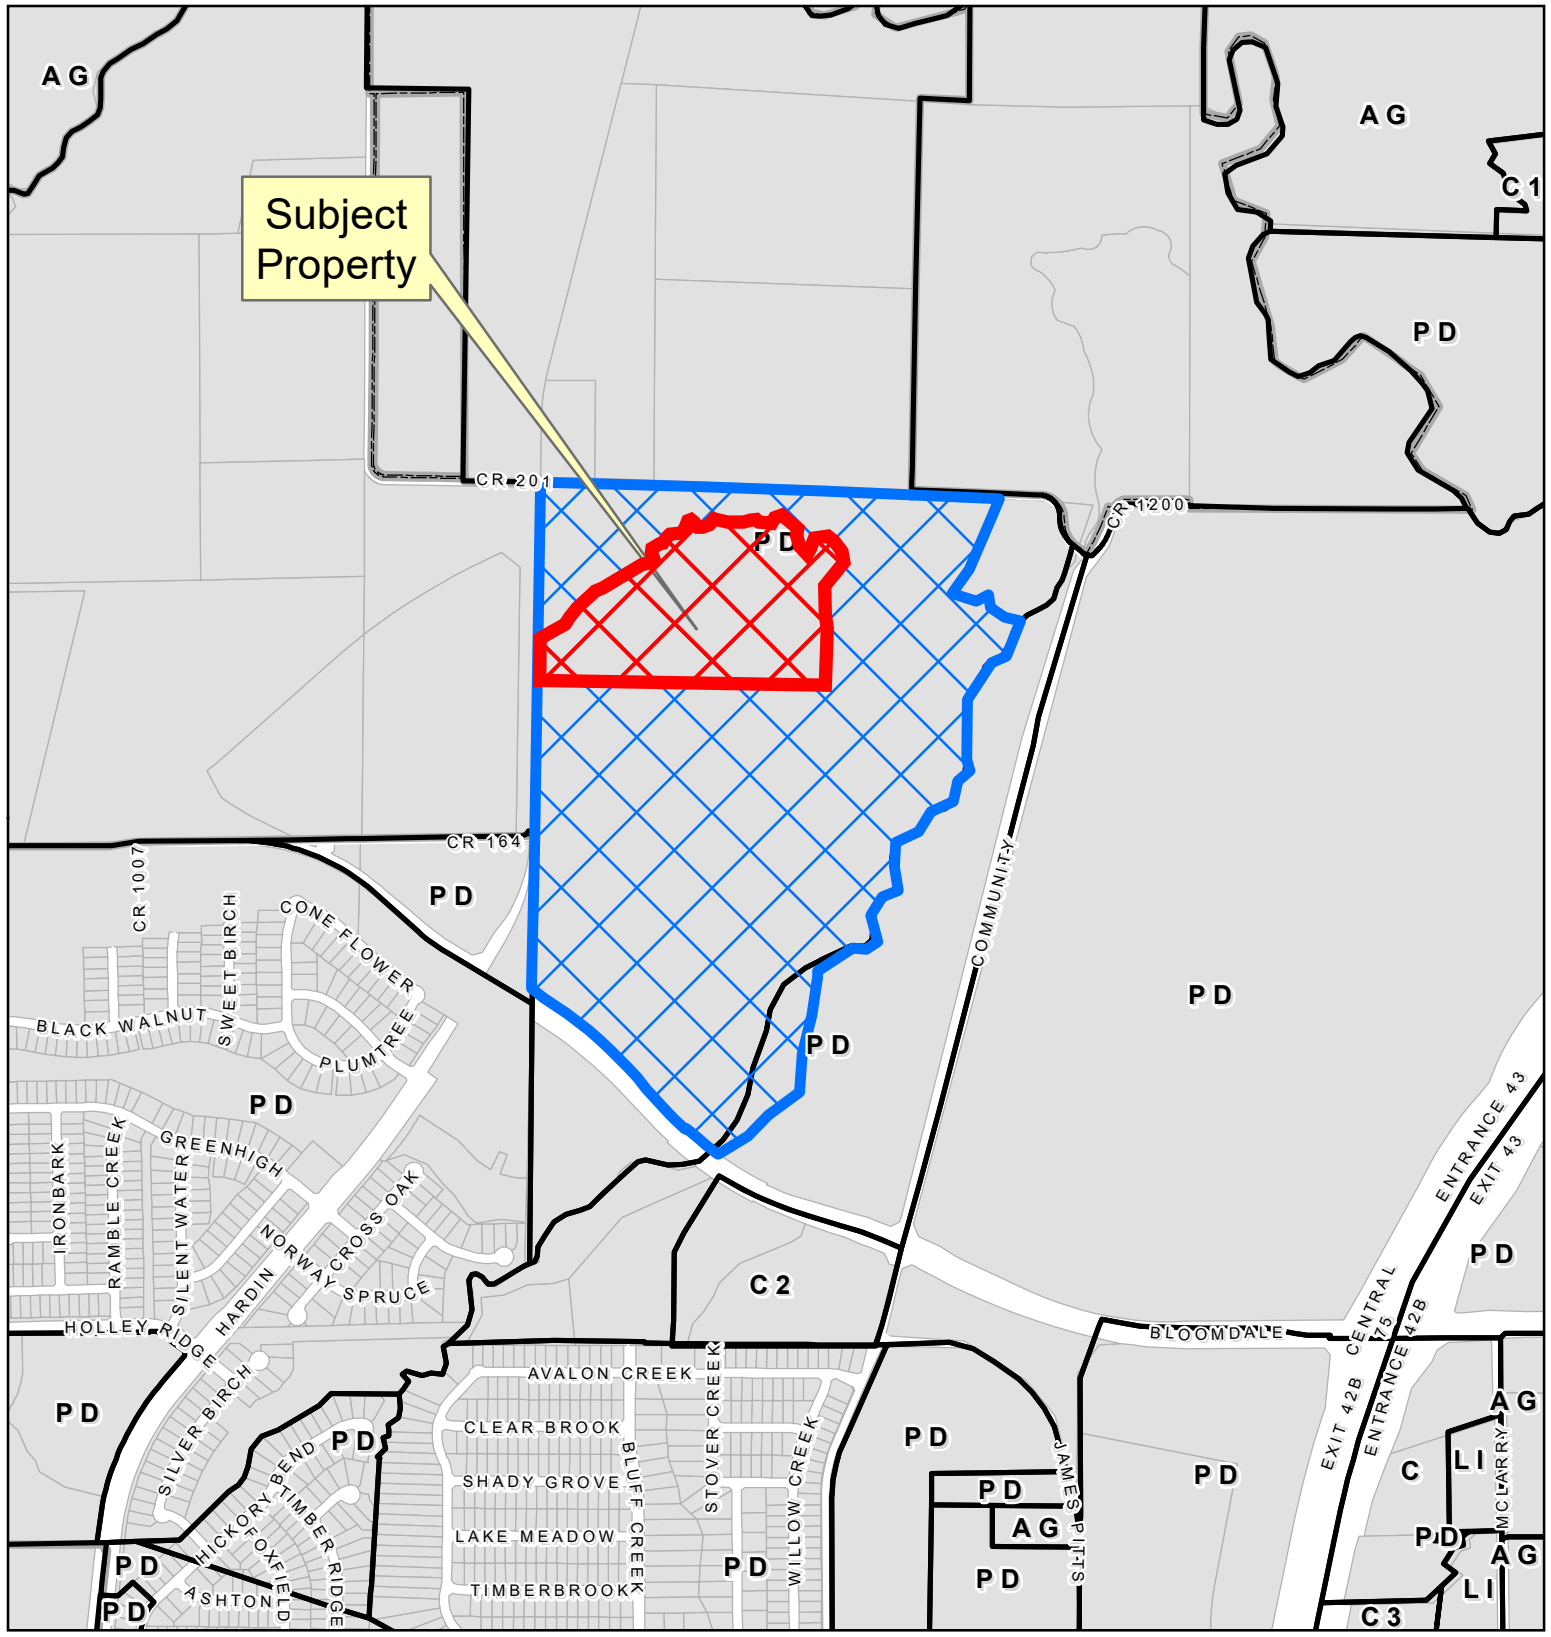 AG
AG
C1
Subject
Property
PD
CR 201
CR 1200
PD
CR 164
CR 1007
PD
SWEET BIRCH
CONE FLOWER
COMMUNITY
PD
BLACK WALNUT
PLUMTREE
PD
PD
ENTRANCE 43
EXIT 43
GREENHIGH
IRONBARK
RAMBLE CREEK
SILENT WATER
CROSS OAK
NORWAY SPRUCE
HARDIN
C2
PD
CENTRAL
75
HOLLEY RIDGE
BLOOMDALE
EXIT 42B
ENTRANCE 42B
AVALON CREEK
STOVER CREEK
SILVER BIRCH
PD
PD
CLEAR BROOK
BLUFF CREEK
WILLOW CREEK
PD
JAMES PITTS
PD
AG
C
LI
MCLARRY
HICKORY BEND
TIMBER RIDGE
FOXFIELD
SHADY GROVE
PD
AG
LAKE MEADOW
PD
AG
PD
ASHTON
TIMBERBROOK
PD
PD
LI
PD
C3